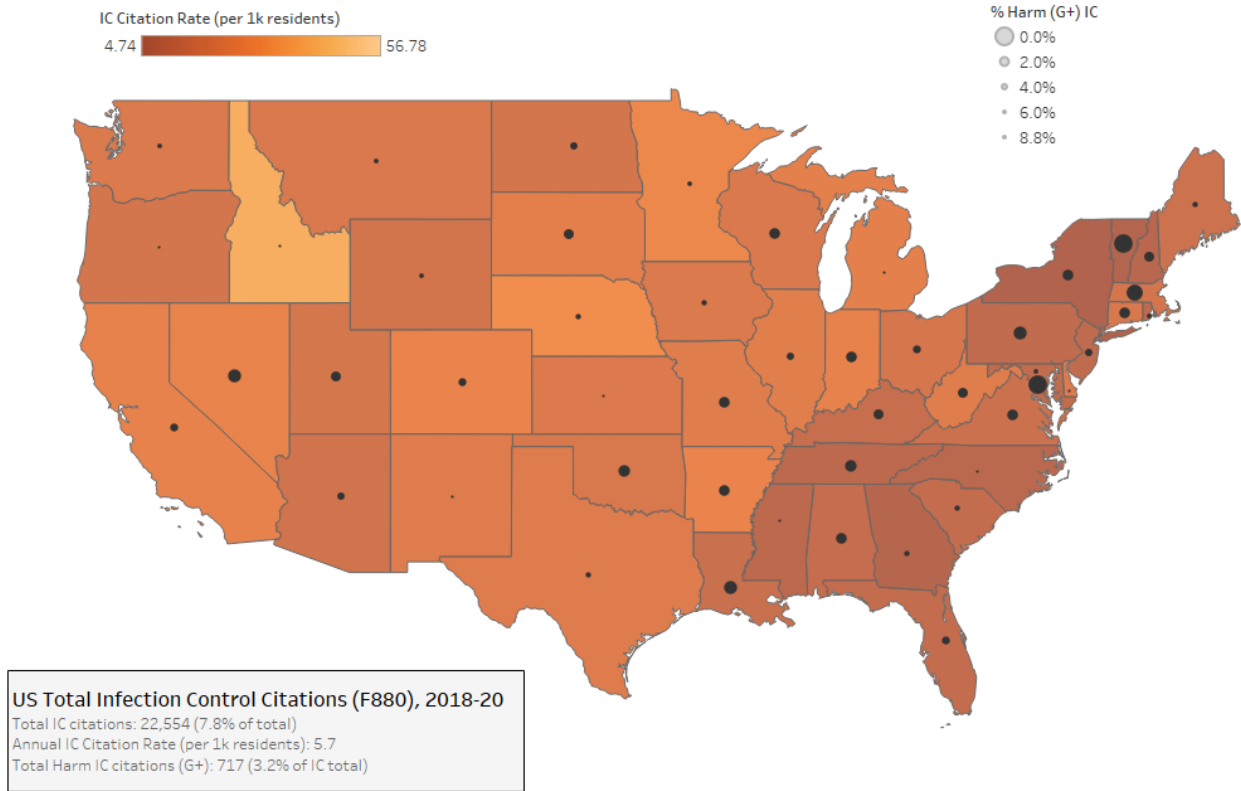 IC Citation Rate (per 1k residents)
4.74 56.78
% Harm (G+) IC
0.0%
2.0%
4.0%
6.0%
8.8%
US Total Infection Control Citations (F880), 2018-20
Total IC citations: 22,554 (7.8% of total)
Annual IC Citation Rate (per 1k residents): 5.7
Total Harm IC citations (G+): 717 (3.2% of IC total)